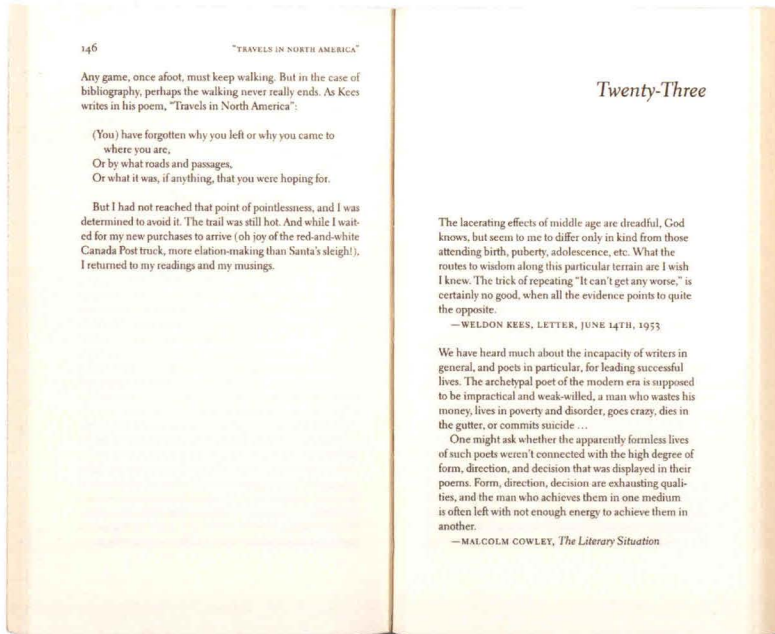 146
"TRAVELS IN NORTH AMERICA"
Any game, once afoot, must keep walking. But in the case of
bibliography, perhaps the walking never really ends. As Kees
writes in his poem, "Travels in North America":
(You) have forgotten why you left or why you came to
where you are,
Or by what roads and passages,
Or what it was, if anything, that you were hoping for.
But I had not reached that point of pointlessness, and I was
determined to avoid it. The trail was still hot. And while I wait-
ed for my new purchases to arrive (oh joy of the red-and-white
Canada Post truck, more elation-making than Santa's sleigh!),
I returned to my readings and my musings.
Twenty-Three
The lacerating effects of middle age are dreadful, God
knows, but seem to me to differ only in kind from those
attending birth, puberty, adolescence, etc. What the
routes to wisdom along this particular terrain are I wish
I knew. The trick of repeating "It can't get any worse," is
certainly no good, when all the evidence points to quite
the opposite.
—WELDON KEES, LETTER, JUNE 14TH, 1953
We have heard much about the incapacity of writers in
general, and poets in particular, for leading successful
lives. The archetypal poet of the modern era is supposed
to be impractical and weak-willed, a man who wastes his
money, lives in poverty and disorder, goes crazy, dies in
the gutter, or commits suicide ...
One might ask whether the apparently formless lives
of such poets weren't connected with the high degree of
form, direction, and decision that was displayed in their
poems. Form, direction, decision are exhausting quali-
ties, and the man who achieves them in one medium
is often left with not enough energy to achieve them in
another.
—MALCOLM COWLEY, The Literary Situation